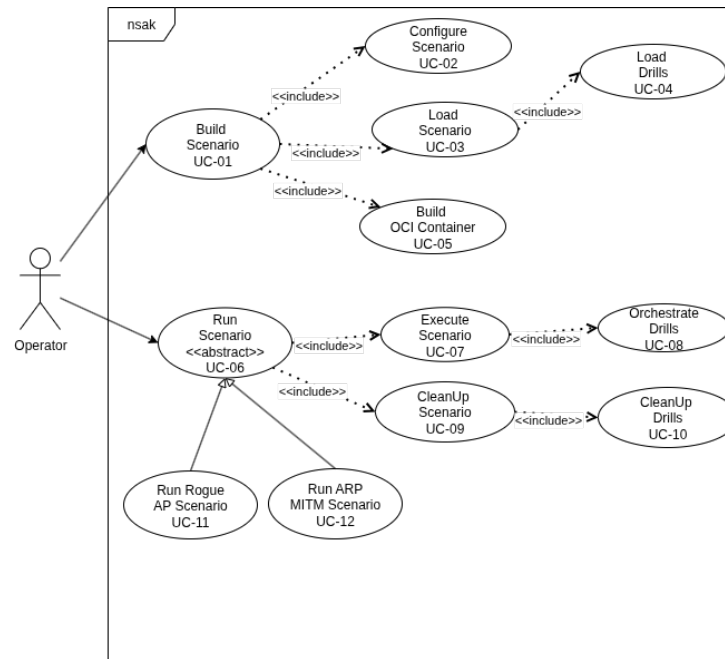 nsak
Configure
Scenario
UC-02
Load
Drills
UC-04
<<include>>
<<include>>
Build
Scenario
UC-01
Load
Scenario
UC-03
<<include>>
<<include>>
Build
OCI Container
UC-05
Operator
Run
Scenario
<<abstract>>
UC-06
<<include>>
Execute
Scenario
UC-07
<<include>>
Orchestrate
Drills
UC-08
<<include>>
CleanUp
Scenario
UC-09
<<include>>
CleanUp
Drills
UC-10
Run Rogue
AP Scenario
UC-11
Run ARP
MITM Scenario
UC-12